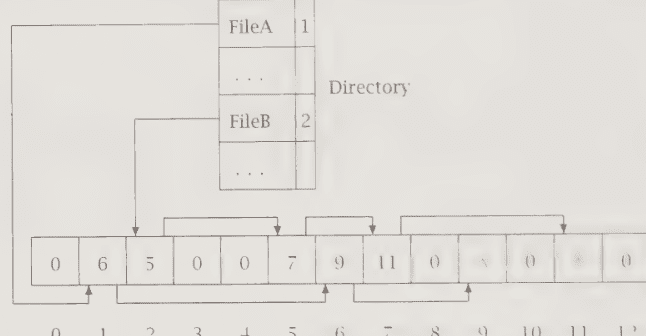 FileA 1
. . .
Directory
FileB 2
. . .
0 6 5 0 0 7 9 11 0 0 0
0 1 2 3 4 5 6 7 8 9 10 11 12